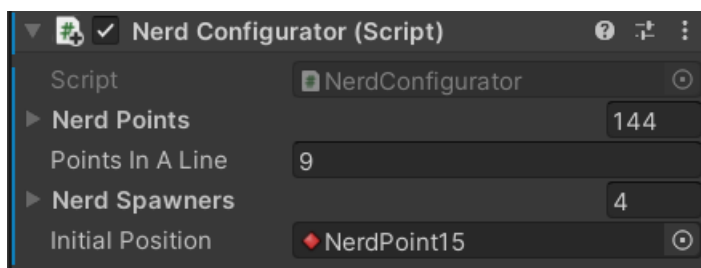 Nerd Configurator (Script)
Script NerdConfigurator
Nerd Points 144
Points In A Line 9
Nerd Spawners 4
Initial Position NerdPoint15